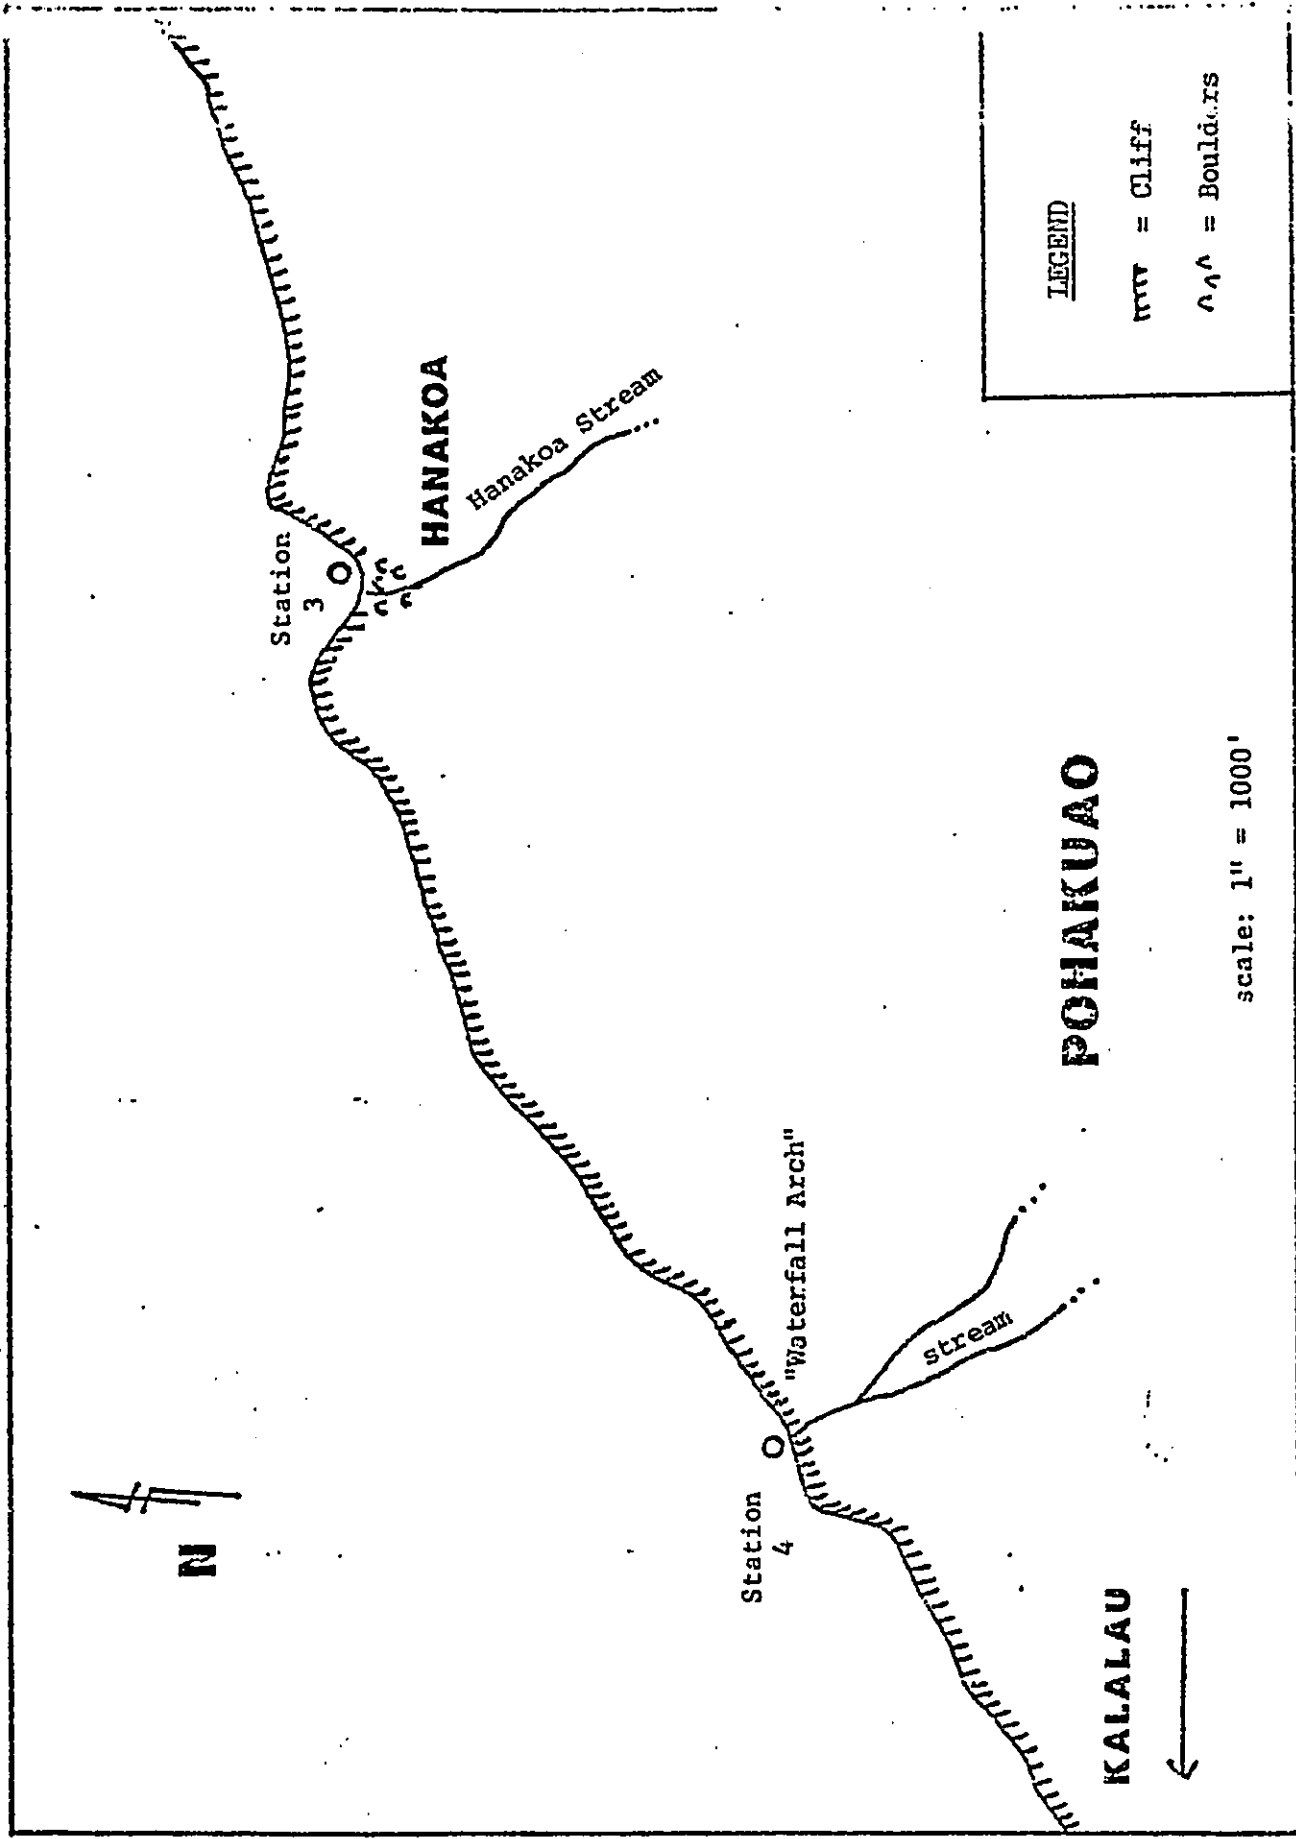 N
Station
3
HANAKOA
Hanakoa Stream
Station
4
"Waterfall Arch"
stream
POHAKUAO
KALALAU
scale: 1" = 1000'
LEGEND
= Cliff
= Boulders